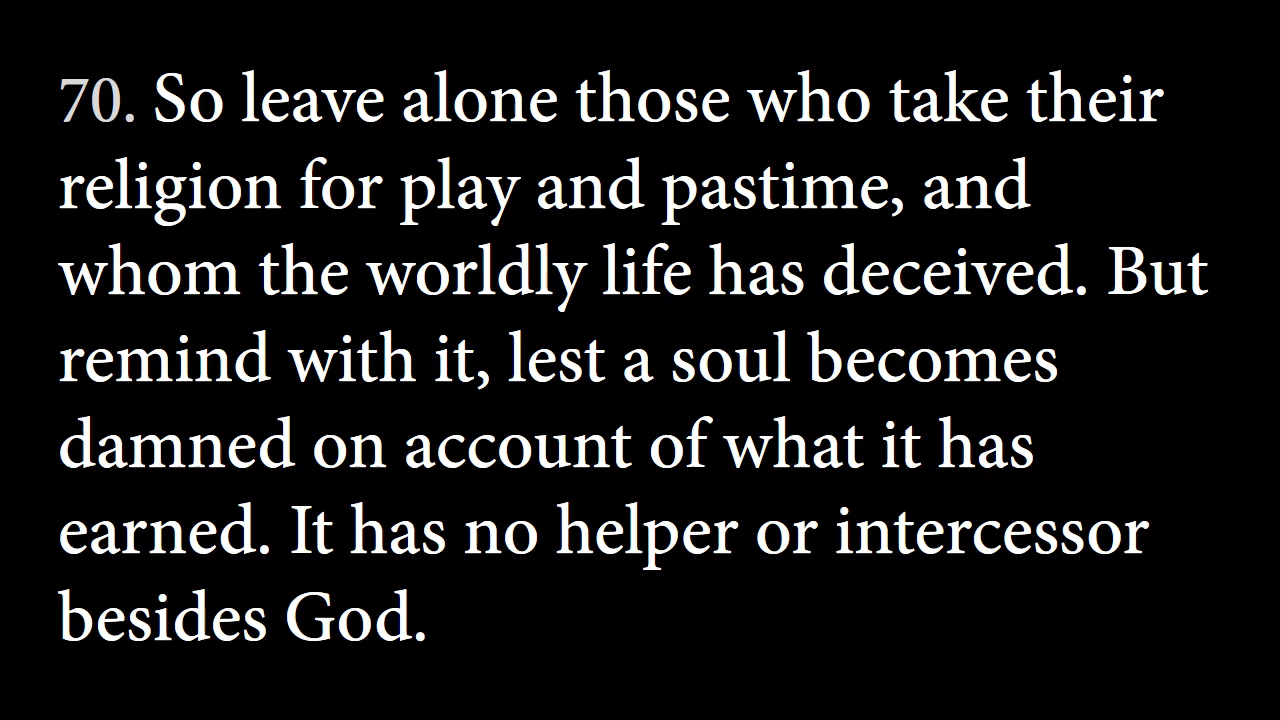 70. So leave alone those who take their
religion for play and pastime, and
whom the worldly life has deceived. But
remind with it, lest a soul becomes
damned on account of what it has
earned. It has no helper or intercessor
besides God.